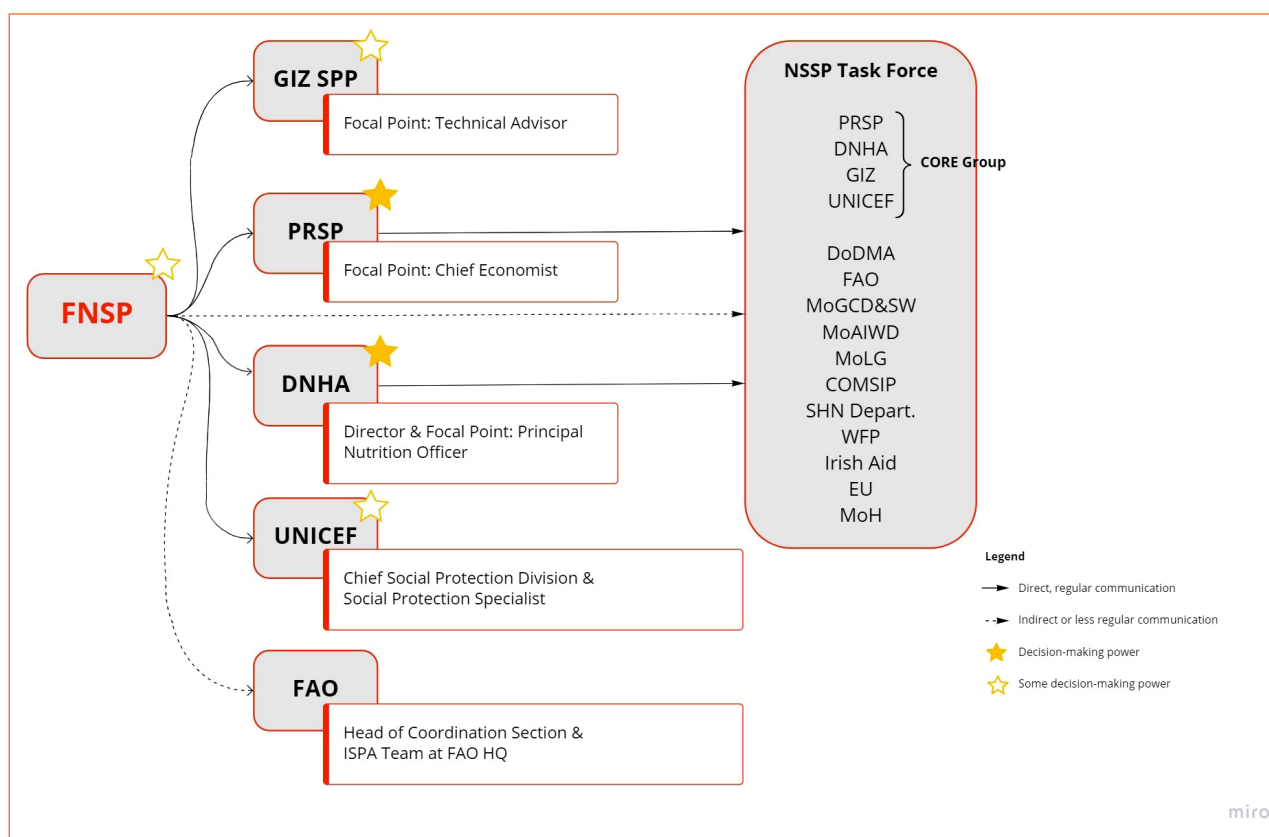 GIZ SPP
Focal Point: Technical Advisor
PRSP
Focal Point: Chief Economist
FNSP
DNHA
Director & Focal Point: Principal
Nutrition Officer
UNICEF
Chief Social Protection Division &
Social Protection Specialist
FAO
Head of Coordination Section &
ISPA Team at FAO HQ
NSSP Task Force
PRSP
DNHA
GIZ
UNICEF
CORE Group
DoDMA
FAO
MoGCD&SW
MoAIWD
MoLG
COMSIP
SHN Depart.
WFP
Irish Aid
EU
MoH
Legend
Direct, regular communication
Indirect or less regular communication
Decision-making power
Some decision-making power
miro